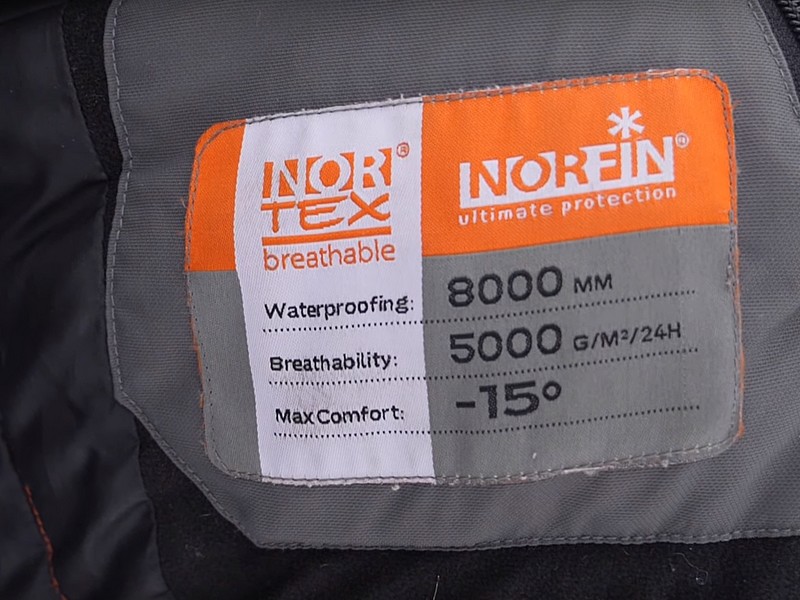 NOR®
TEX
breathable
NORFIN®
ultimate protection
Waterproofing: 8000 MM
Breathability: 5000 G/M²/24H
Max Comfort: -15°